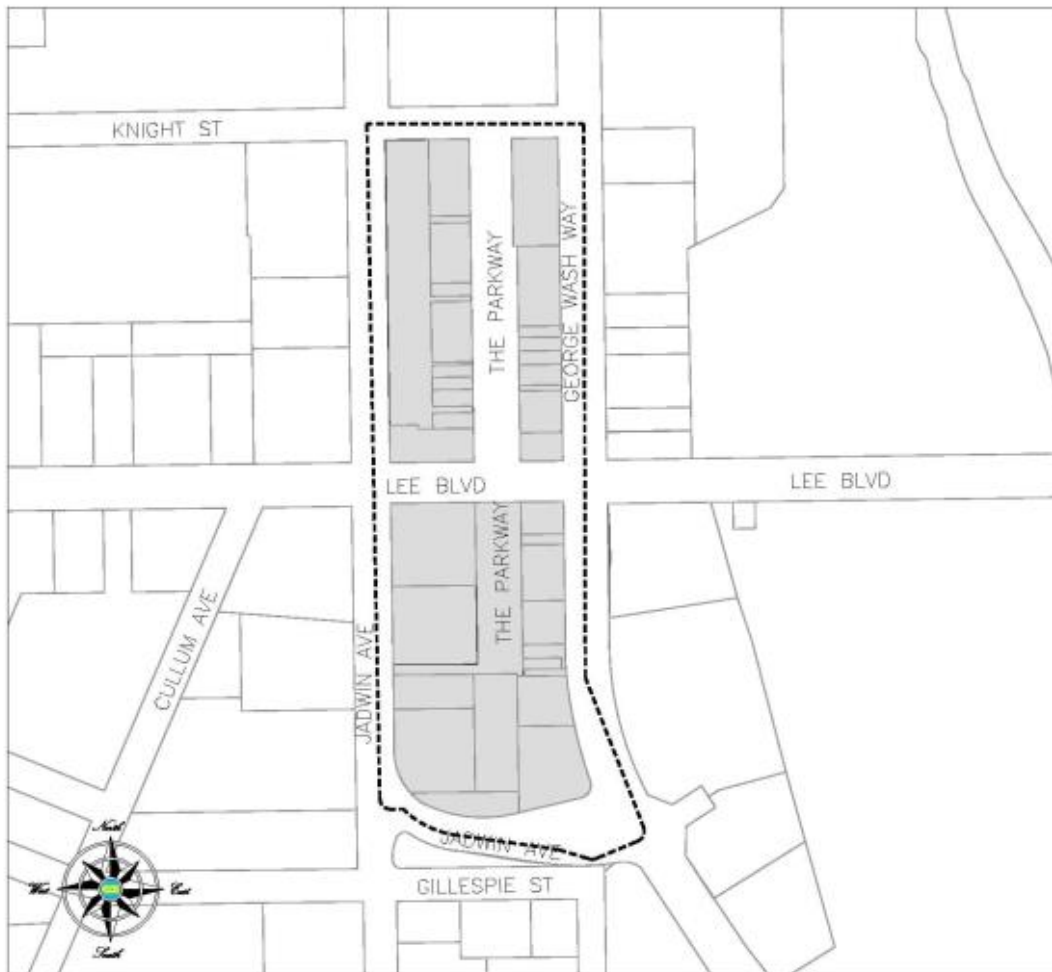 KNIGHT ST
THE PARKWAY
GEORGE WASH WAY
LEE BLVD
LEE BLVD
THE PARKWAY
CULLUM AVE
JADWIN AVE
JADWIN AVE
GILLESPIE ST
North
West
East
South